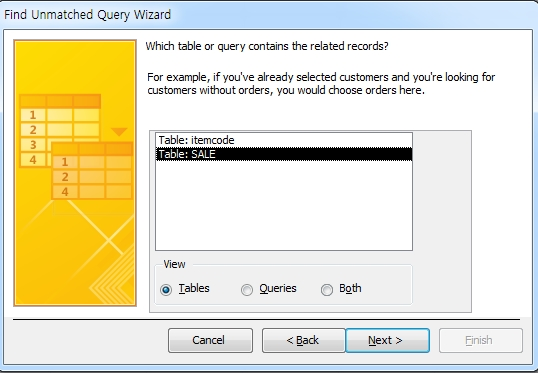 Find Unmatched Query Wizard
Which table or query contains the related records?
For example, if you've already selected customers and you're looking for
customers without orders, you would choose orders here.
1
2
3
4
1
2
4
Table: itemcode
Table: SALE
View
Tables Queries Both
Cancel < Back Next > Finish